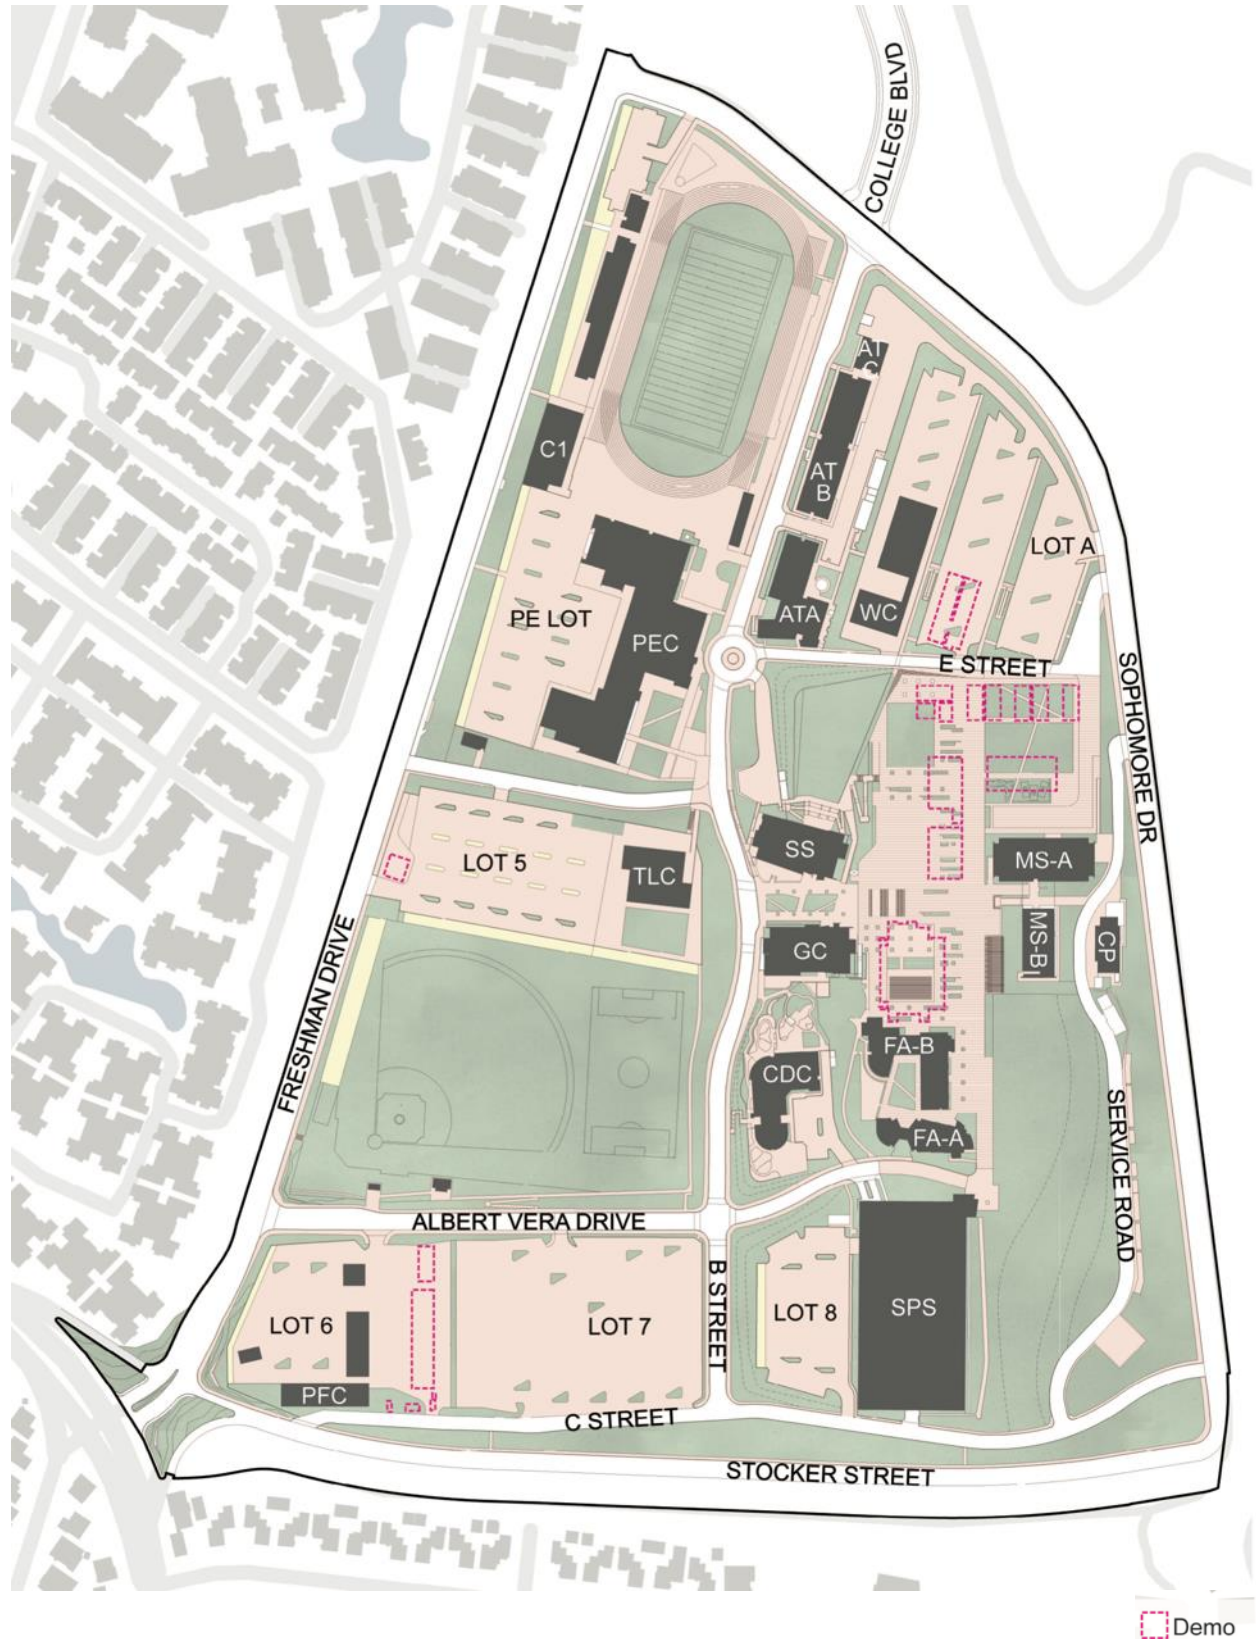 COLLEGE BLVD
AT
C
C1
AT
B
LOT A
PE LOT
PEC
ATA
WC
E STREET
SOPHOMORE DR
SS
MS-A
LOT 5
TLC
MS-B
CP
GC
FRESHMAN DRIVE
FA-B
CDC
FA-A
SERVICE ROAD
ALBERT VERA DRIVE
B STREET
LOT 6
LOT 7
LOT 8
SPS
PFC
C STREET
STOCKER STREET
Demo